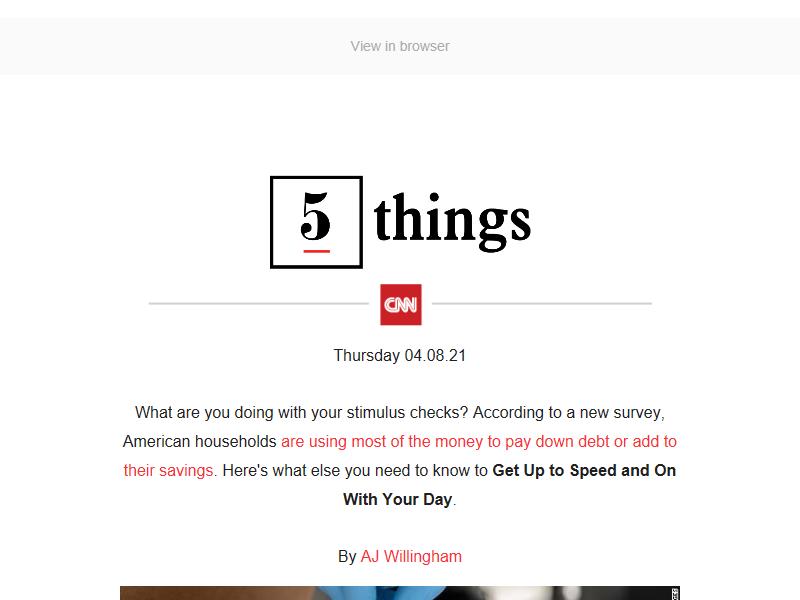 View in browser
5 things
CNN
Thursday 04.08.21
What are you doing with your stimulus checks? According to a new survey,
American households are using most of the money to pay down debt or add to
their savings. Here's what else you need to know to Get Up to Speed and On
With Your Day.
By AJ Willingham